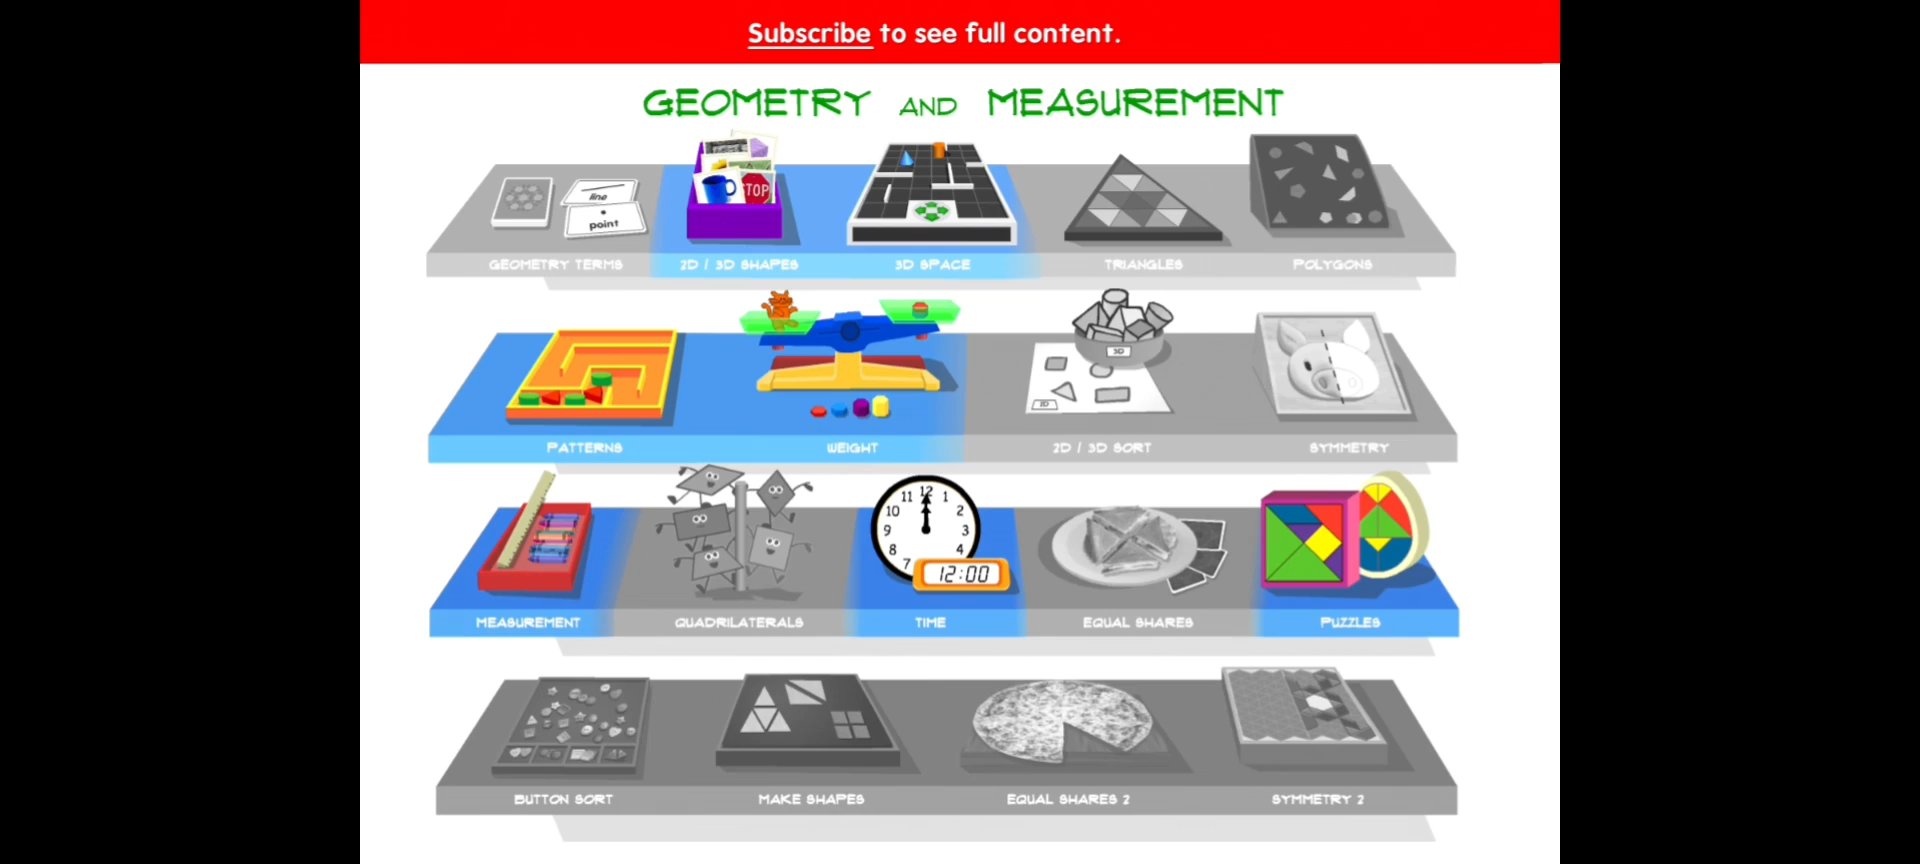 Subscribe to see full content.
GEOMETRY AND MEASUREMENT
line
point
STOP
GEOMETRY TERMS
2D / 3D SHAPES
3D SPACE
TRIANGLES
POLYGONS
3D
2D
PATTERNS
WEIGHT
2D / 3D SORT
SYMMETRY
11 12 1
10 2
9 3
8 4
7
12:00
MEASUREMENT
QUADRILATERALS
TIME
EQUAL SHARES
PUZZLES
BUTTON SORT
MAKE SHAPES
EQUAL SHARES 2
SYMMETRY 2